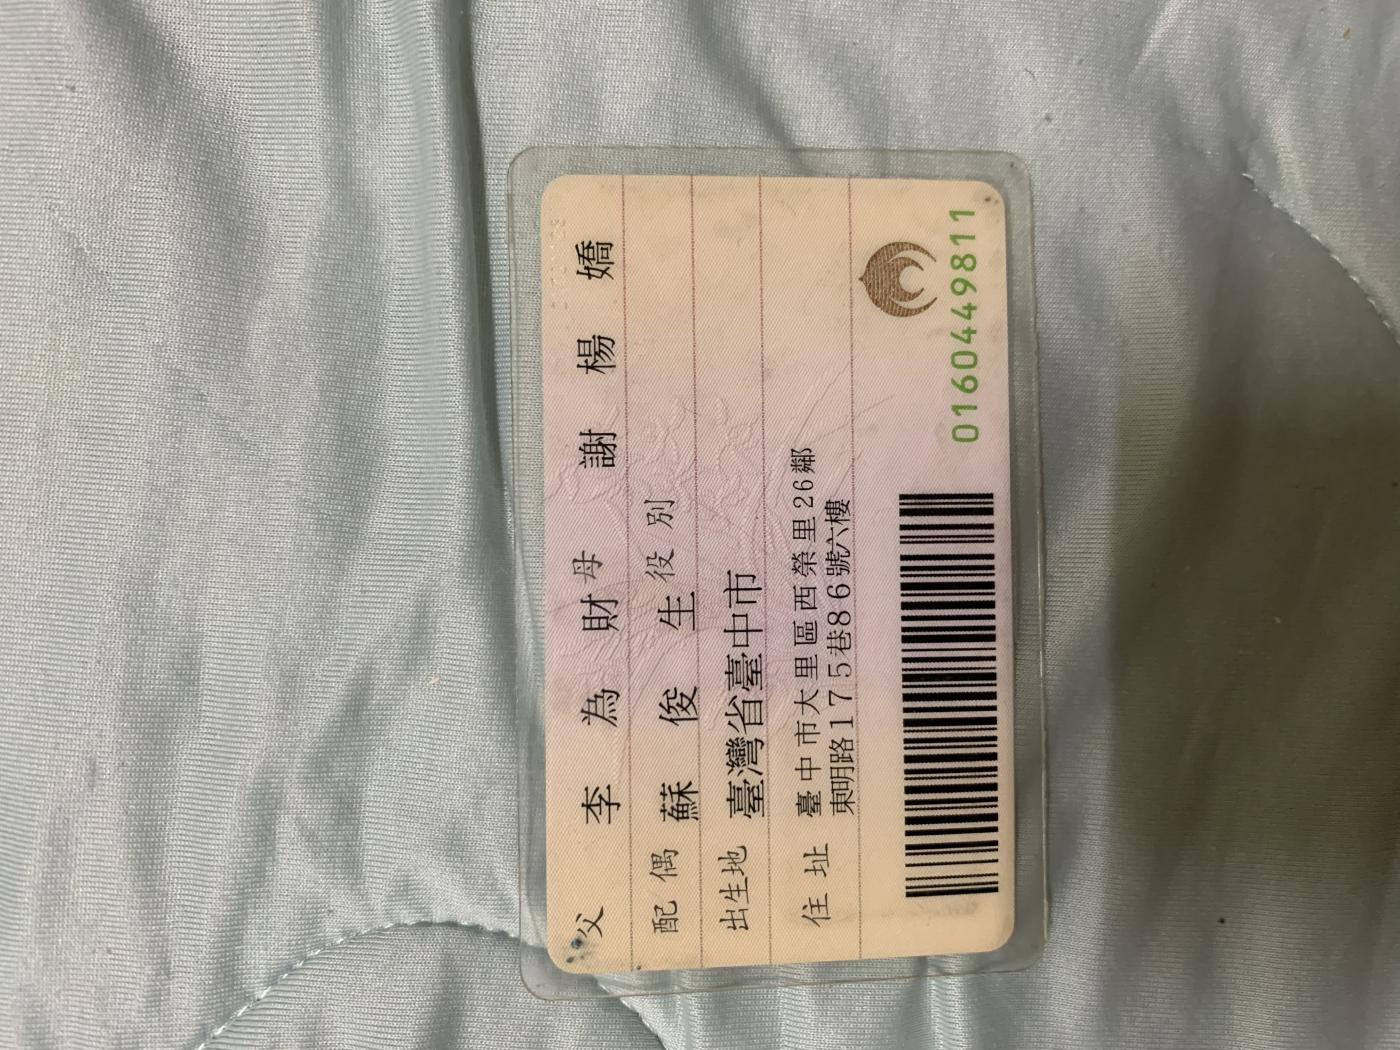 父 李為財 母 謝楊嬌
配偶 蘇俊生 役別
出生地 臺灣省臺中市
住址 臺中市大里區西榮里26鄰
東明路175巷86號六樓
0160449811